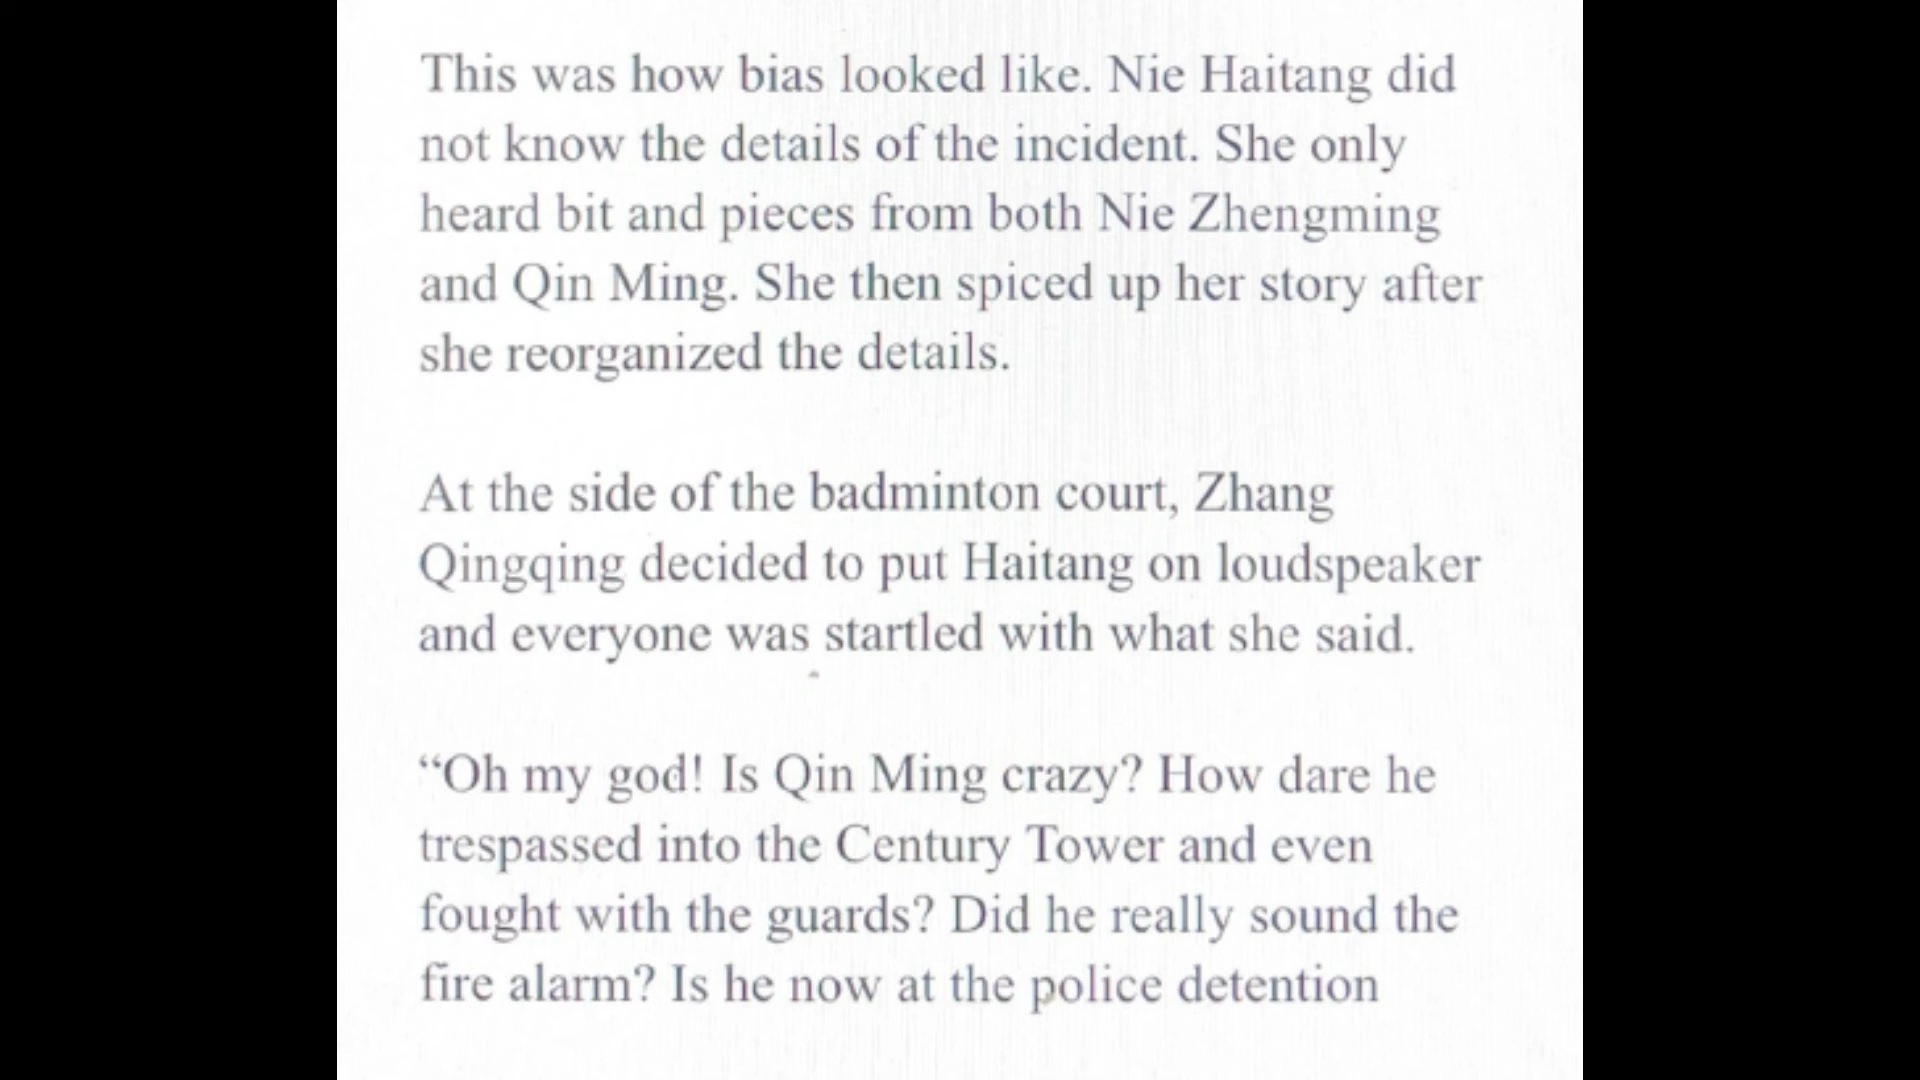 This was how bias looked like. Nie Haitang did
not know the details of the incident. She only
heard bit and pieces from both Nie Zhengming
and Qin Ming. She then spiced up her story after
she reorganized the details.
At the side of the badminton court, Zhang
Qingqing decided to put Haitang on loudspeaker
and everyone was startled with what she said.
“Oh my god! Is Qin Ming crazy? How dare he
trespassed into the Century Tower and even
fought with the guards? Did he really sound the
fire alarm? Is he now at the police detention